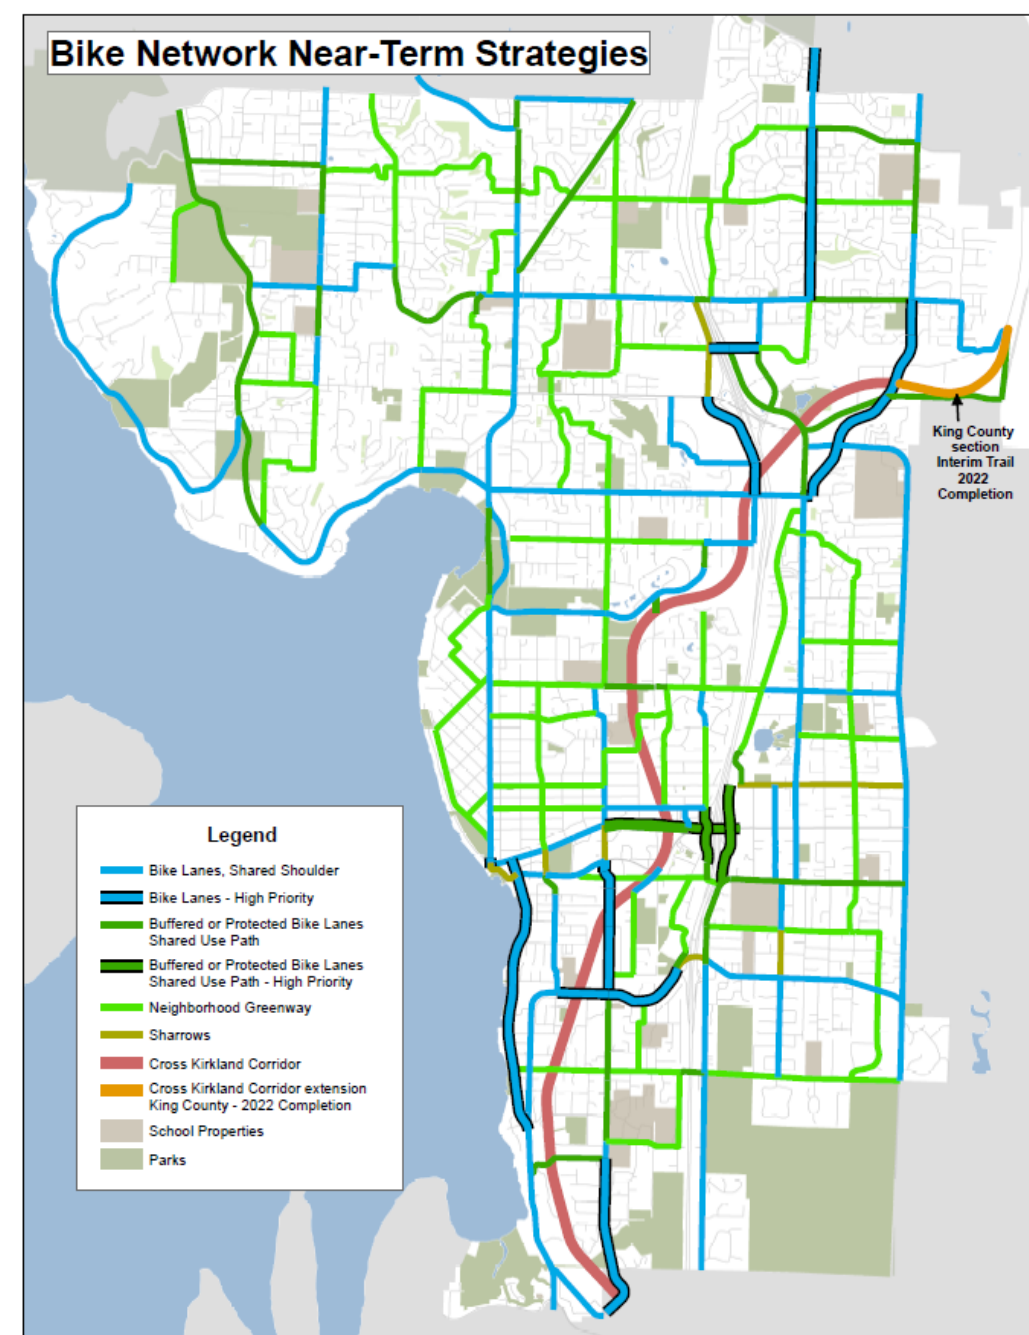 Bike Network Near-Term Strategies
King County
section
Interim Trail
2022
Completion
Legend
Bike Lanes, Shared Shoulder
Bike Lanes - High Priority
Buffered or Protected Bike Lanes
Shared Use Path
Buffered or Protected Bike Lanes
Shared Use Path - High Priority
Neighborhood Greenway
Sharrows
Cross Kirkland Corridor
Cross Kirkland Corridor extension
King County - 2022 Completion
School Properties
Parks